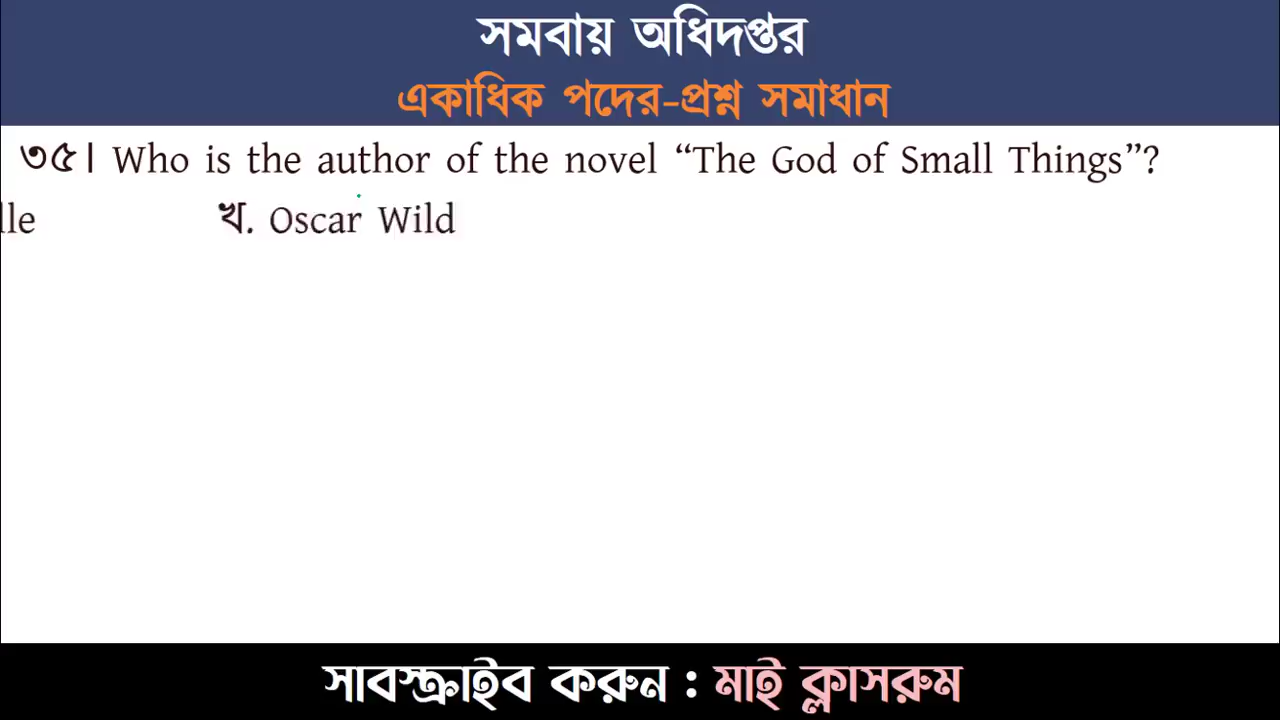 সমবায় অধিদপ্তর
একাধিক পদের-প্রশ্ন সমাধান
৩৫। Who is the author of the novel “The God of Small Things”?
খ. Oscar Wild
সাবস্ক্রাইব করুন : মাই ক্লাসরুম